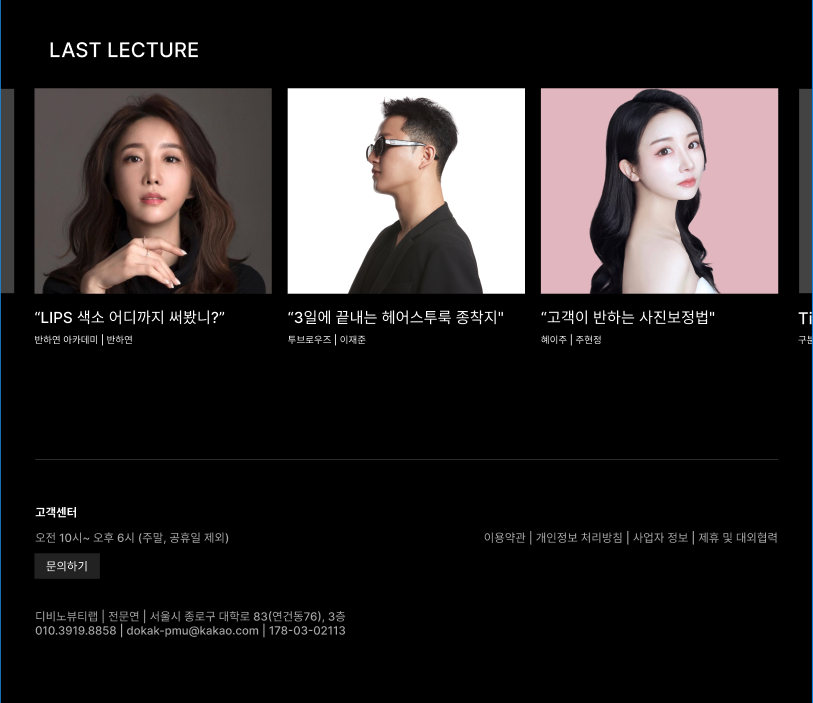 LAST LECTURE
“LIPS 색소 어디까지 써봤니?”
반하연 아카데미 | 반하연
“3일에 끝내는 헤어스투룩 종착지"
투브로우즈 | 이재준
“고객이 반하는 사진보정법"
혜이주 | 주현정
고객센터
오전 10시~ 오후 6시 (주말, 공휴일 제외)
이용약관 | 개인정보 처리방침 | 사업자 정보 | 제휴 및 대외협력
문의하기
디비노뷰티랩 | 전문연 | 서울시 종로구 대학로 83(연건동76), 3층
010.3919.8858 | dokak-pmu@kakao.com | 178-03-02113